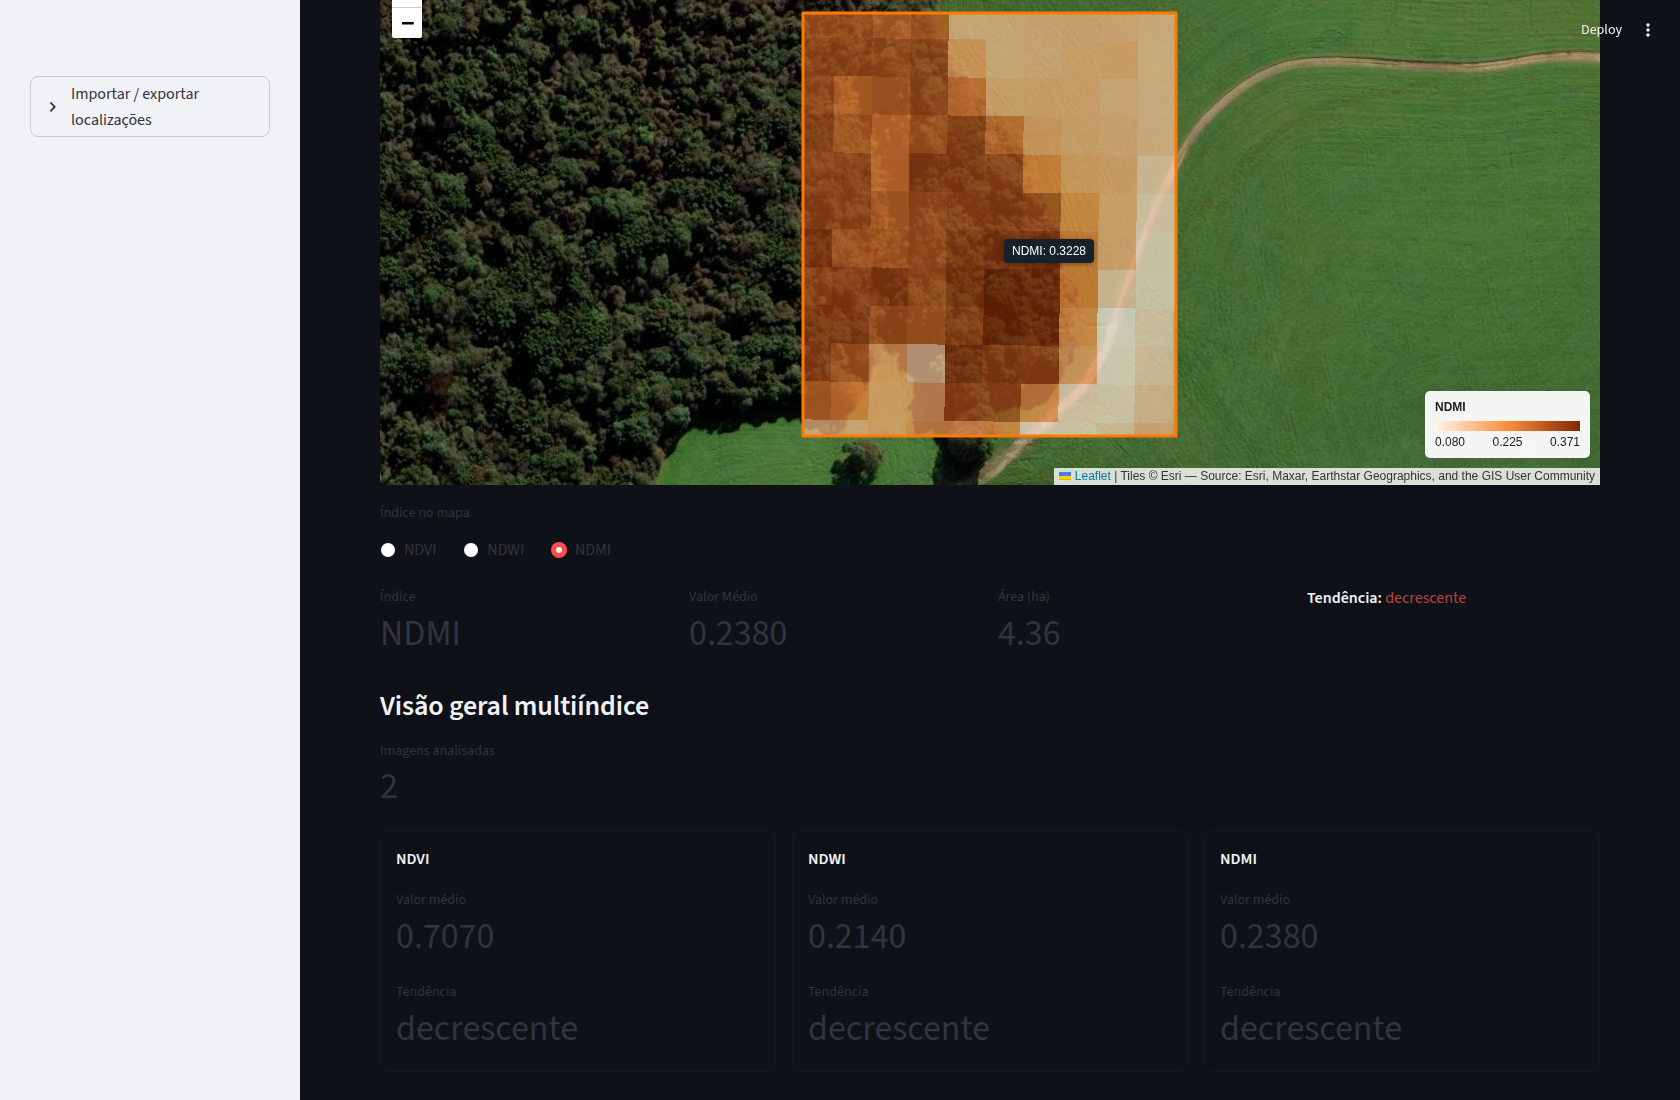 Deploy
Importar / exportar
localizações
−
NDMI: 0.3228
NDMI
0.080 0.225 0.371
Leaflet | Tiles © Esri — Source: Esri, Maxar, Earthstar Geographics, and the GIS User Community
Índice no mapa
NDVI NDWI NDMI
Índice Valor Médio Área (ha) Tendência: decrescente
NDMI 0.2380 4.36
Visão geral multiíndice
Imagens analisadas
2
NDVI NDWI NDMI
Valor médio Valor médio Valor médio
0.7070 0.2140 0.2380
Tendência Tendência Tendência
decrescente decrescente decrescente